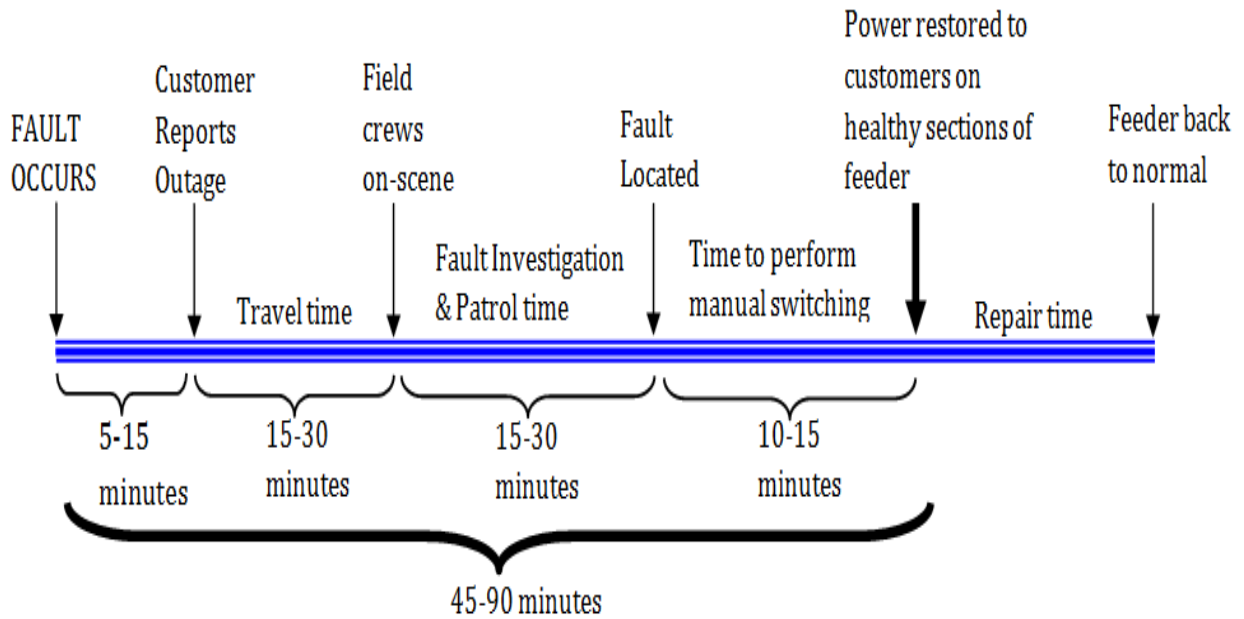 FAULT
OCCURS
Customer
Reports
Outage
Field
crews
on-scene
Fault
Located
Power restored to
customers on
healthy sections of
feeder
Feeder back
to normal
Travel time
Fault Investigation
& Patrol time
Time to perform
manual switching
Repair time
5-15
minutes
15-30
minutes
15-30
minutes
10-15
minutes
45-90 minutes